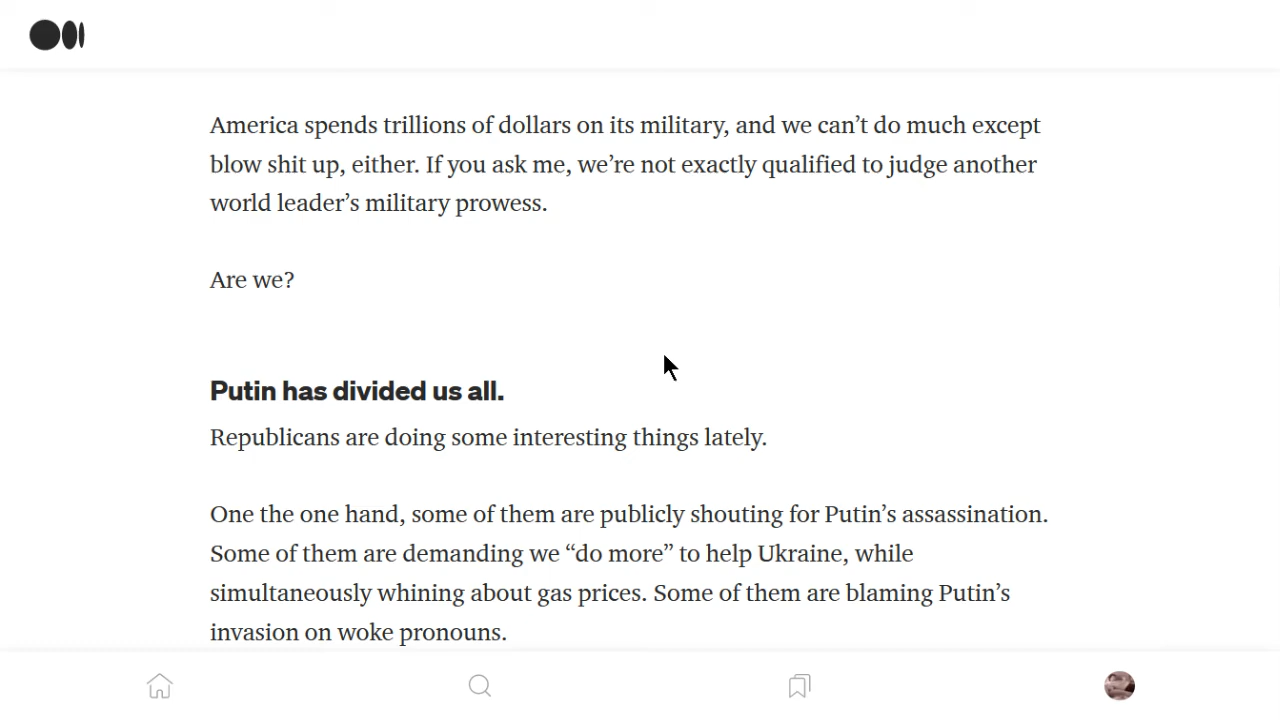 America spends trillions of dollars on its military, and we can’t do much except
blow shit up, either. If you ask me, we’re not exactly qualified to judge another
world leader’s military prowess.
Are we?
Putin has divided us all.
Republicans are doing some interesting things lately.
One the one hand, some of them are publicly shouting for Putin’s assassination.
Some of them are demanding we “do more” to help Ukraine, while
simultaneously whining about gas prices. Some of them are blaming Putin’s
invasion on woke pronouns.